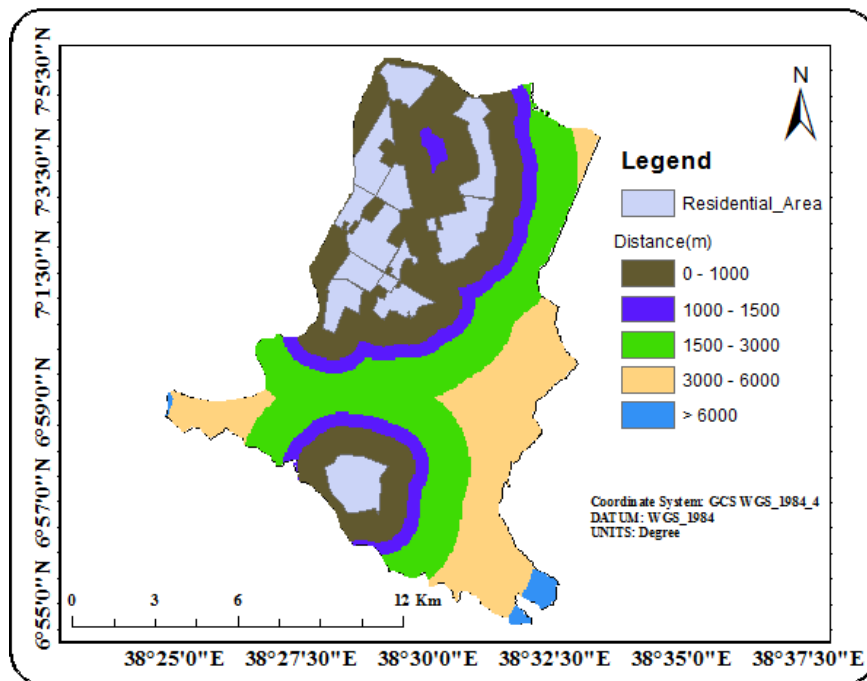 7°5'30"N
7°3'30"N
7°1'30"N
6°59'0"N
6°57'0"N
6°55'0"N
N
Legend
Residential_Area
Distance(m)
0 - 1000
1000 - 1500
1500 - 3000
3000 - 6000
> 6000
Coordinate System: GCS WGS_1984_4
DATUM: WGS_1984
UNITS: Degree
0 3 6 12 Km
38°25'0"E 38°27'30"E 38°30'0"E 38°32'30"E 38°35'0"E 38°37'30"E